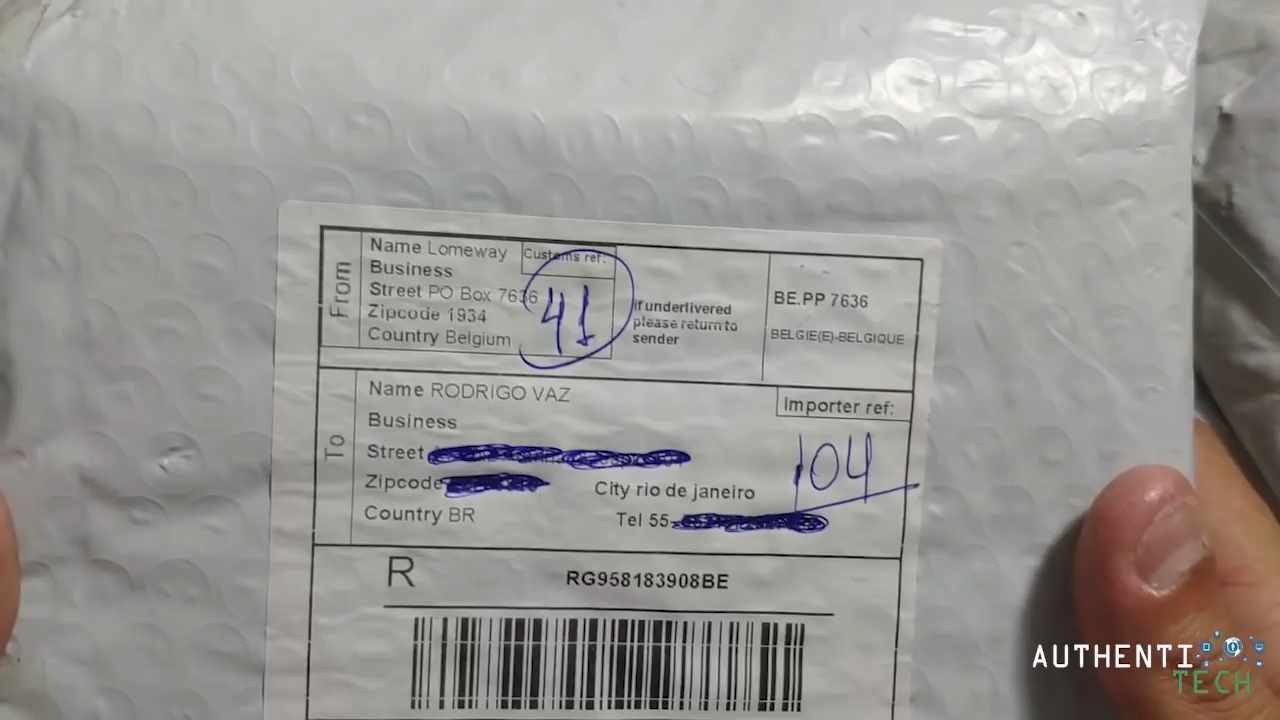 From
Name Lomeway
Business
Street PO Box 7636
Zipcode 1934
Country Belgium
Customs ref:
41
if underlivered
please return to
sender
BE.PP 7636
BELGIE(E)-BELGIQUE
To
Name RODRIGO VAZ
Business
Street
Zipcode
City rio de janeiro
Country BR
Tel 55-
Importer ref:
104
R
RG958183908BE
AUTHENTI
TECH